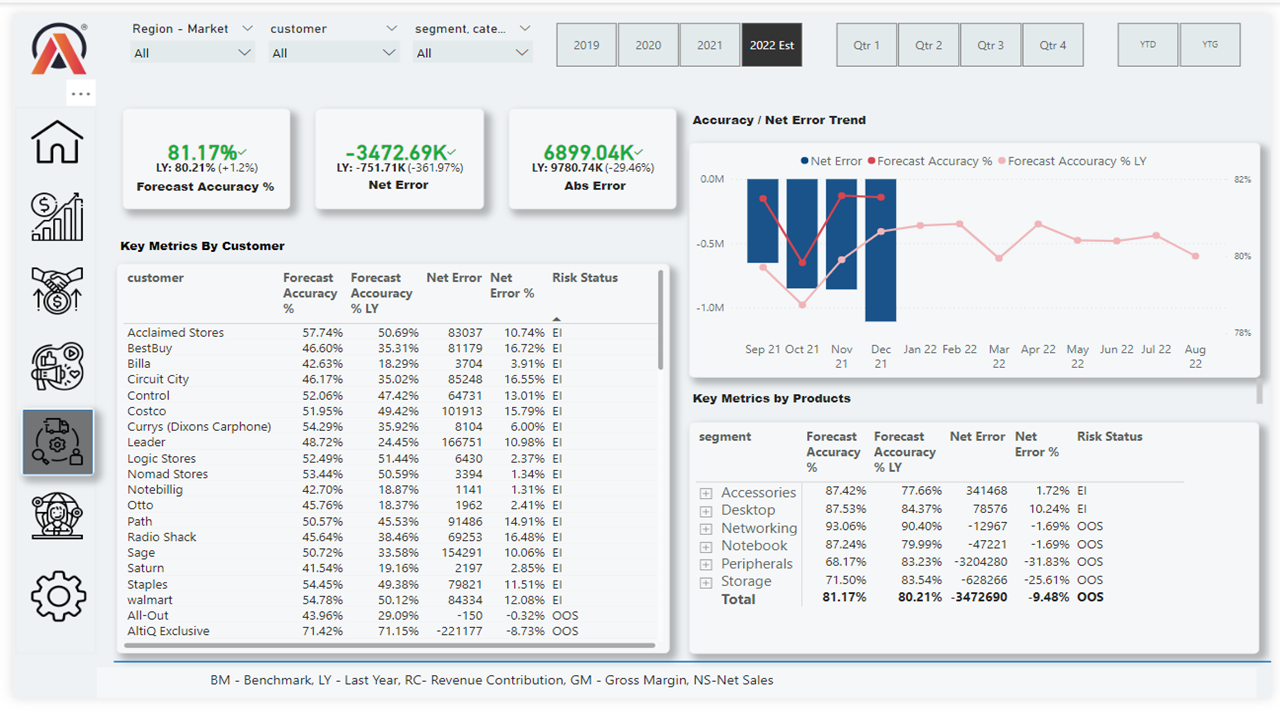 Region - Market customer segment, cate...
All All All
2019 2020 2021 2022 Est Qtr 1 Qtr 2 Qtr 3 Qtr 4 YTD YTG
81.17%
LY: 80.21% (+1.2%)
Forecast Accuracy %
-3472.69K
LY: -751.71K (-361.97%)
Net Error
6899.04K
LY: 9780.74K (-29.46%)
Abs Error
Key Metrics By Customer
customer Forecast Accuracy % Forecast Accouracy % LY Net Error Net Error % Risk Status
Acclaimed Stores 57.74% 50.69% 83037 10.74% EI
BestBuy 46.60% 35.31% 81179 16.72% EI
Billa 42.63% 18.29% 3704 3.91% EI
Circuit City 46.17% 35.02% 85248 16.55% EI
Control 52.06% 47.42% 64731 13.01% EI
Costco 51.95% 49.42% 101913 15.79% EI
Currys (Dixons Carphone) 54.29% 35.92% 8104 6.00% EI
Leader 48.72% 24.45% 166751 10.98% EI
Logic Stores 52.49% 51.44% 6430 2.37% EI
Nomad Stores 53.44% 50.59% 3394 1.34% EI
Notebillig 42.70% 18.87% 1141 1.31% EI
Otto 45.76% 18.37% 1962 2.41% EI
Path 50.57% 45.53% 91486 14.91% EI
Radio Shack 45.64% 38.46% 69253 16.48% EI
Sage 50.72% 33.58% 154291 10.06% EI
Saturn 41.54% 19.16% 2197 2.85% EI
Staples 54.45% 49.38% 79821 11.51% EI
walmart 54.78% 50.12% 84334 12.08% EI
All-Out 43.96% 29.09% -150 -0.32% OOS
AltiQ Exclusive 71.42% 71.15% -221177 -8.73% OOS
Accuracy / Net Error Trend
Net Error Forecast Accuracy % Forecast Accuracy % LY
0.0M 82%
-0.5M 80%
-1.0M 78%
Sep 21 Oct 21 Nov 21 Dec 21 Jan 22 Feb 22 Mar 22 Apr 22 May 22 Jun 22 Jul 22 Aug 22
Key Metrics by Products
segment Forecast Accuracy % Forecast Accouracy % LY Net Error Net Error % Risk Status
Accessories 87.42% 77.66% 341468 1.72% EI
Desktop 87.53% 84.37% 78576 10.24% EI
Networking 93.06% 90.40% -12967 -1.69% OOS
Notebook 87.24% 79.99% -47221 -1.69% OOS
Peripherals 68.17% 83.23% -3204280 -31.83% OOS
Storage 71.50% 83.54% -628266 -25.61% OOS
Total 81.17% 80.21% -3472690 -9.48% OOS
BM - Benchmark, LY - Last Year, RC- Revenue Contribution, GM - Gross Margin, NS-Net Sales